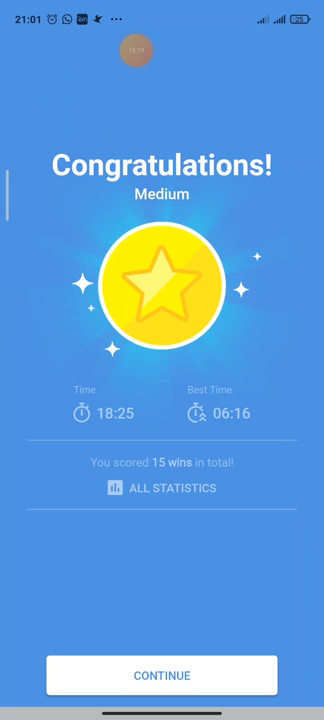 21:01
18:25
Congratulations!
Medium
Time
Best Time
18:25
06:16
You scored 15 wins in total!
ALL STATISTICS
CONTINUE